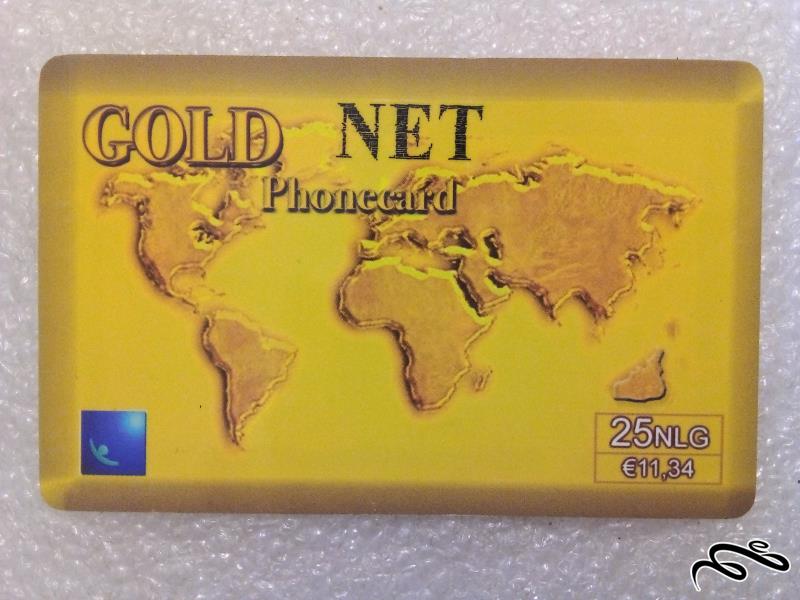 GOLD NET
Phonecard
25NLG
€11,34